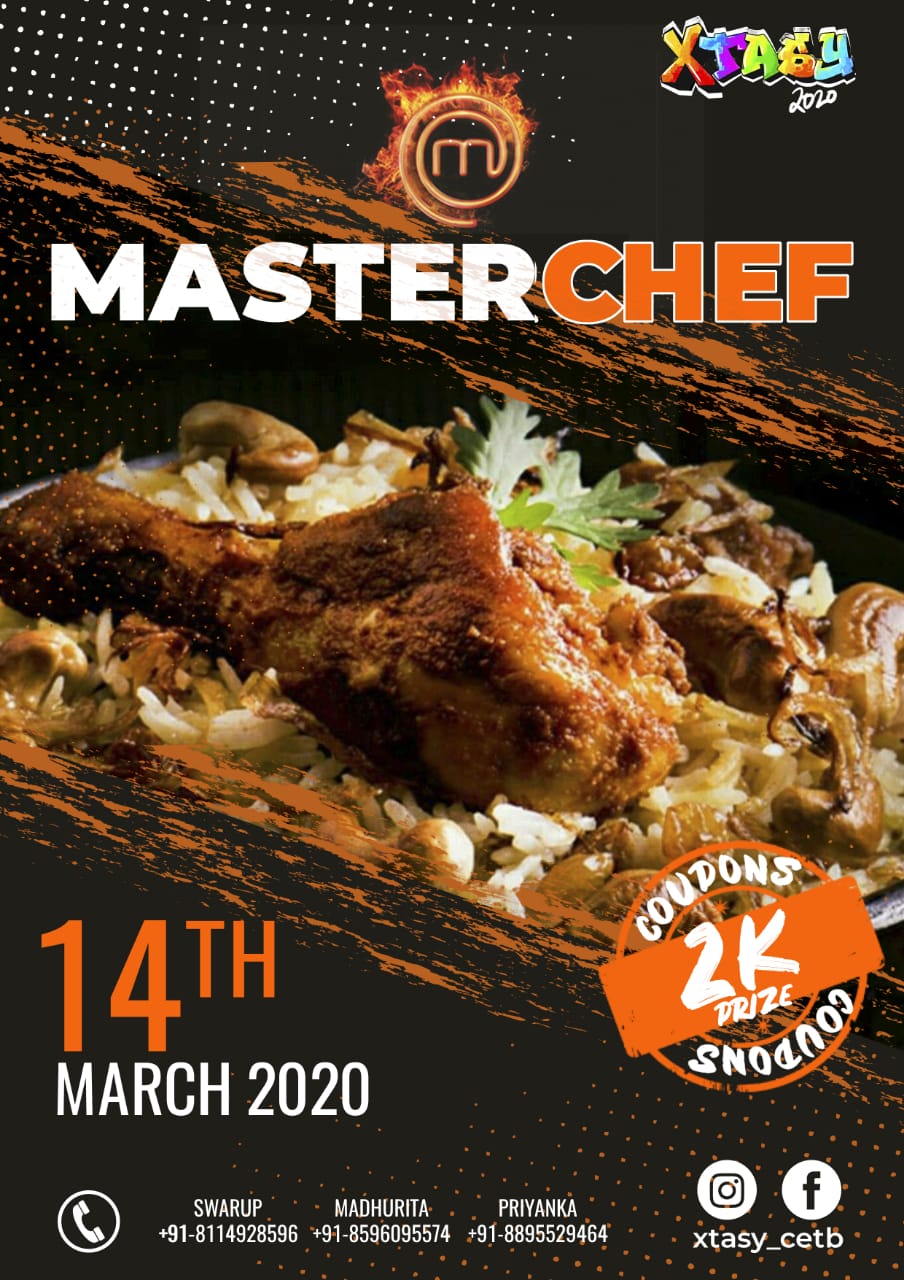 XTASY
2020
m
MASTERCHEF
COUPONS
2K
PRIZE
COUPONS
14TH
MARCH 2020
SWARUP
+91-8114928596
MADHURITA
+91-8596095574
PRIYANKA
+91-8895529464
xtasy_cetb